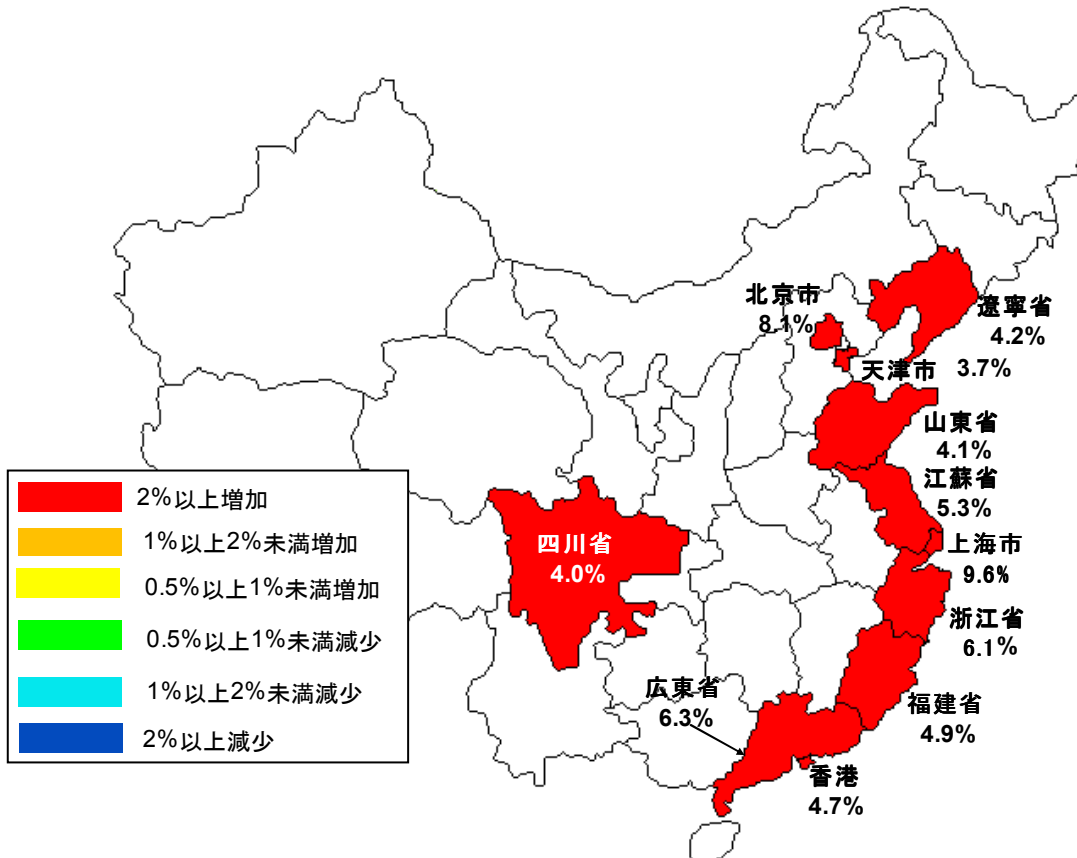 北京市
8.1%
遼寧省
4.2%
天津市 3.7%
山東省
4.1%
江蘇省
5.3%
上海市
9.6%
浙江省
6.1%
福建省
4.9%
広東省
6.3%
香港
4.7%
四川省
4.0%
2%以上増加
1%以上2%未満増加
0.5%以上1%未満増加
0.5%以上1%未満減少
1%以上2%未満減少
2%以上減少